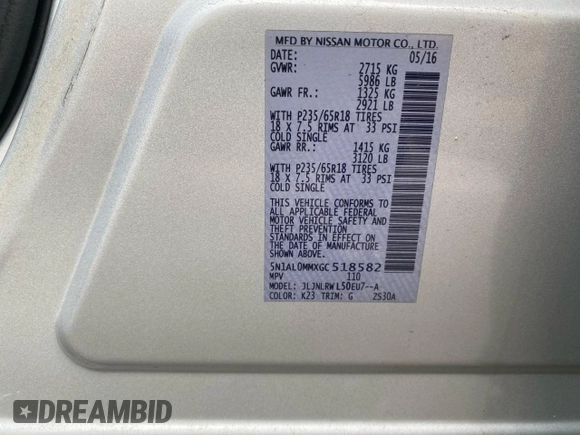 MFD BY NISSAN MOTOR CO., LTD.
DATE: 05/16
GVWR: 2715 KG
5986 LB
GAWR FR.: 1325 KG
2921 LB
WITH P235/65R18 TIRES
18 X 7.5 RIMS AT 33 PSI
COLD SINGLE
GAWR RR.: 1415 KG
3120 LB
WITH P235/65R18 TIRES
18 X 7.5 RIMS AT 33 PSI
COLD SINGLE
THIS VEHICLE CONFORMS TO
ALL APPLICABLE FEDERAL
MOTOR VEHICLE SAFETY AND
THEFT PREVENTION
STANDARDS IN EFFECT ON
THE DATE OF MANUFACTURE
SHOWN ABOVE.
5N1AL0MMXGC518582
MPV 110
MODEL: JLJNLRWL50EU7--A
COLOR: K23 TRIM: G ZS30A
DREAMBID